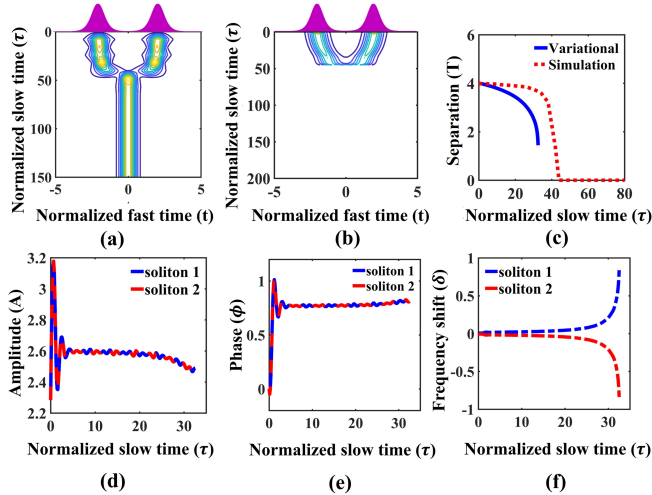 0
50
100
150
-5
0
5
Normalized slow time (τ)
Normalized fast time (t)
(a)
0
50
100
150
200
-5
0
5
Normalized slow time (τ)
Normalized fast time (t)
(b)
6
4
2
0
0
20
40
60
80
Variational
Simulation
Separation (T)
Normalized slow time (τ)
(c)
3.2
3
2.8
2.6
2.4
2.2
0
10
20
30
soliton 1
soliton 2
Amplitude (A)
Normalized slow time (τ)
(d)
1
0.5
0
0
10
20
30
soliton 1
soliton 2
Phase (ϕ)
Normalized slow time (τ)
(e)
1
0.5
0
-0.5
-1
0
10
20
30
soliton 1
soliton 2
Frequency shift (δ)
Normalized slow time (τ)
(f)